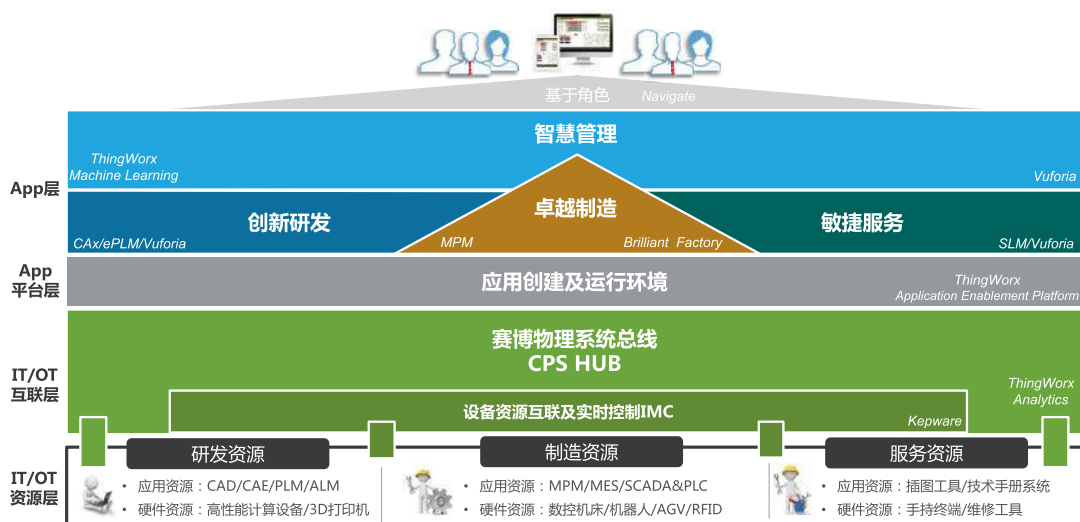 基于角色 Navigate
智慧管理
ThingWorx
Machine Learning
Vuforia
App层
创新研发
卓越制造
敏捷服务
CAx/ePLM/Vuforia
MPM
Brilliant Factory
SLM/Vuforia
App
平台层
应用创建及运行环境
ThingWorx
Application Enablement Platform
赛博物理系统总线
CPS HUB
IT/OT
互联层
ThingWorx
Analytics
设备资源互联及实时控制IMC
Kepware
IT/OT
资源层
研发资源
• 应用资源：CAD/CAE/PLM/ALM
• 硬件资源：高性能计算设备/3D打印机
制造资源
• 应用资源：MPM/MES/SCADA&PLC
• 硬件资源：数控机床/机器人/AGV/RFID
服务资源
• 应用资源：插图工具/技术手册系统
• 硬件资源：手持终端/维修工具